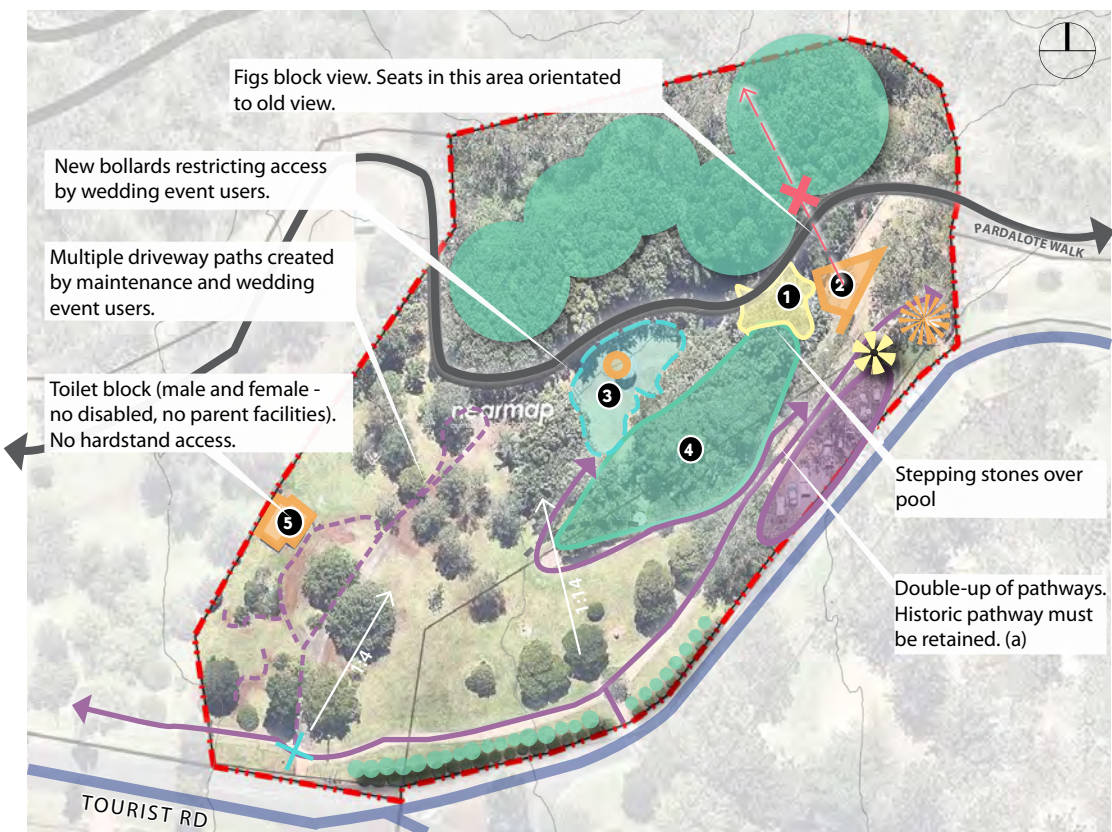 Figs block view. Seats in this area orientated
to old view.
New bollards restricting access
by wedding event users.
Multiple driveway paths created
by maintenance and wedding
event users.
Toilet block (male and female -
no disabled, no parent facilities).
No hardstand access.
PARDALOTE WALK
1
2
3
4
5
nearmap
1:14
1:4
Stepping stones over
pool
Double-up of pathways.
Historic pathway must
be retained. (a)
TOURIST RD